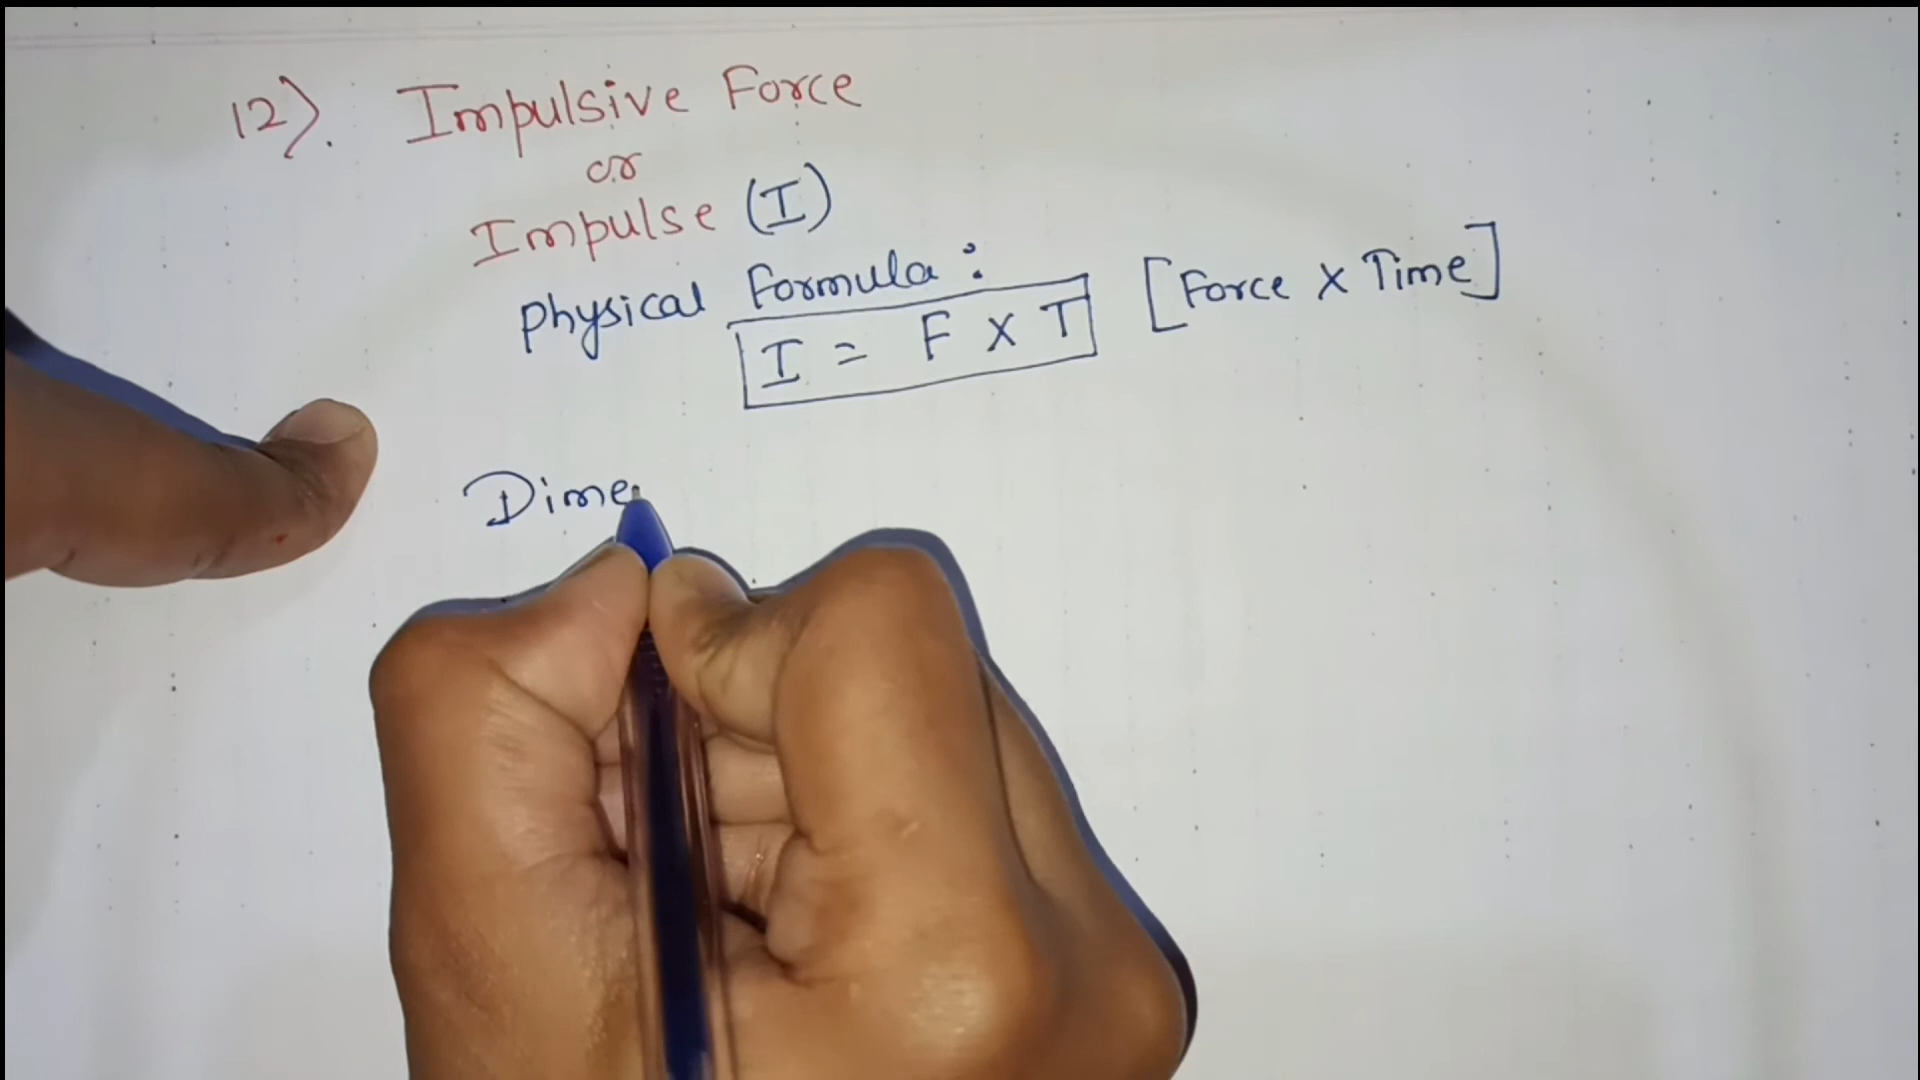 12). Impulsive Force
or
Impulse (I)
Physical Formula :
I = F X T [Force X Time]
Dime